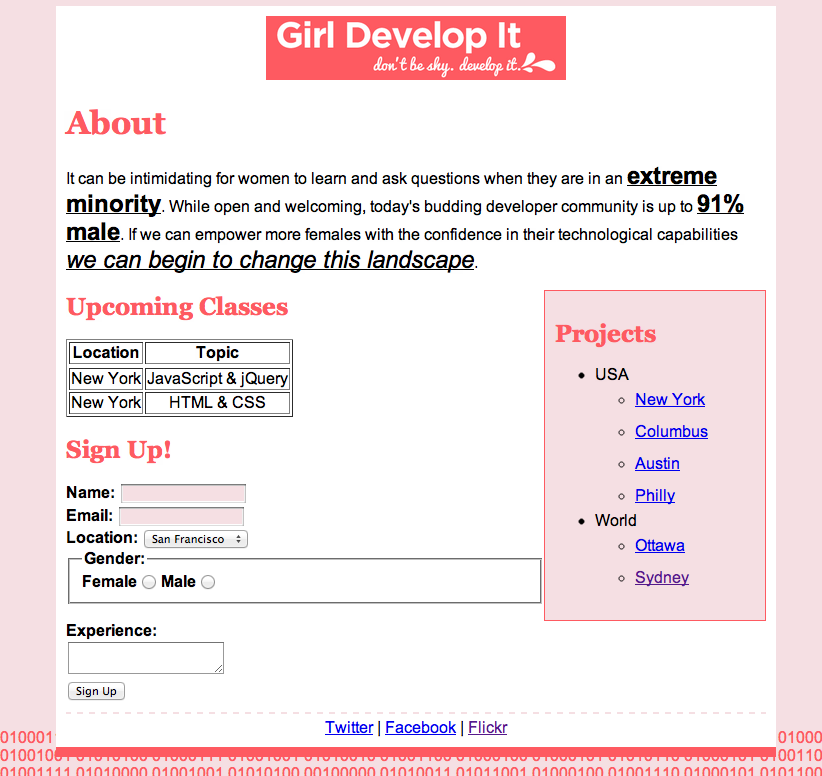 Girl Develop It
don't be shy. develop it.
About
It can be intimidating for women to learn and ask questions when they are in an extreme
minority. While open and welcoming, today's budding developer community is up to 91%
male. If we can empower more females with the confidence in their technological capabilities
we can begin to change this landscape.
Upcoming Classes
Location Topic
New York JavaScript & jQuery
New York HTML & CSS
Sign Up!
Name:
Email:
Location: San Francisco
Gender:
Female Male
Experience:
Sign Up
Projects
USA
New York
Columbus
Austin
Philly
World
Ottawa
Sydney
Twitter | Facebook | Flickr